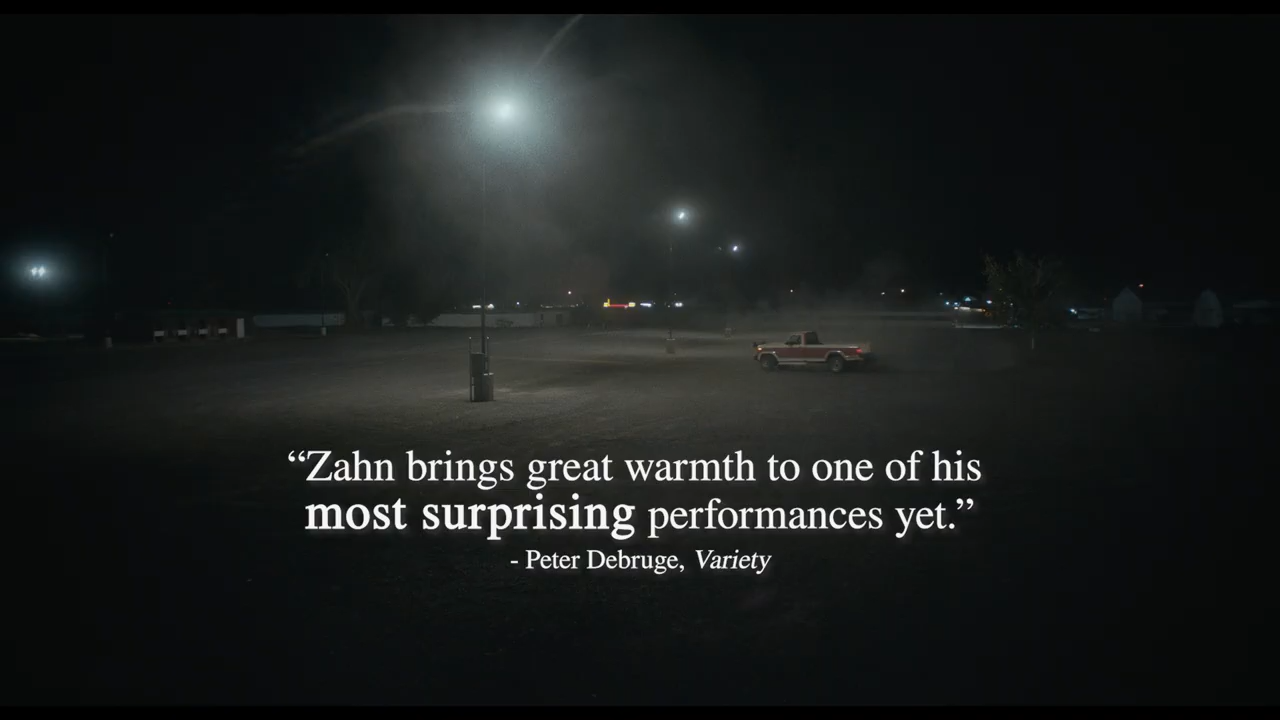 “Zahn brings great warmth to one of his
most surprising performances yet.”
- Peter Debruge, Variety